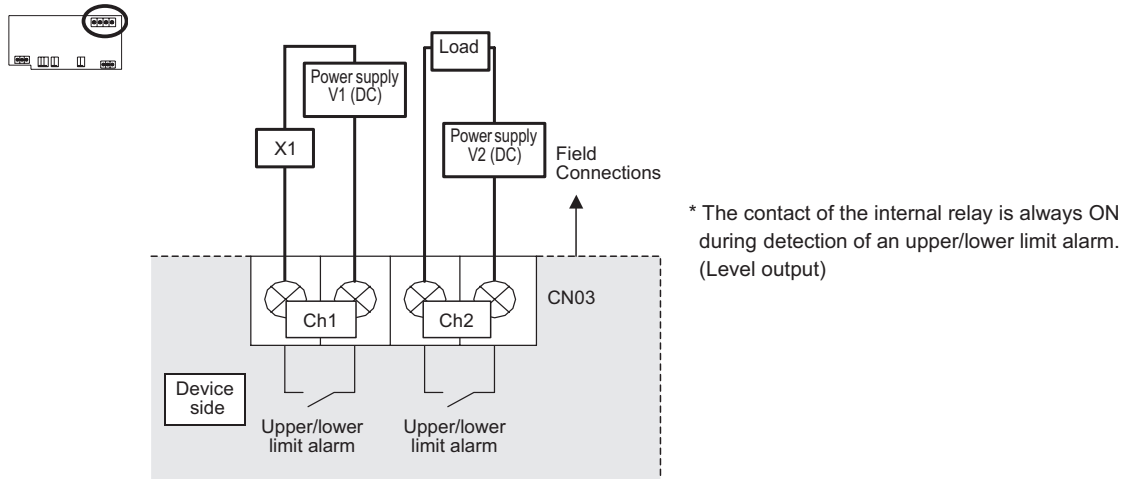 Load
Power supply
V1 (DC)
X1
Power supply
V2 (DC)
Field
Connections
* The contact of the internal relay is always ON
during detection of an upper/lower limit alarm.
(Level output)
CN03
Ch1
Ch2
Device
side
Upper/lower
limit alarm
Upper/lower
limit alarm